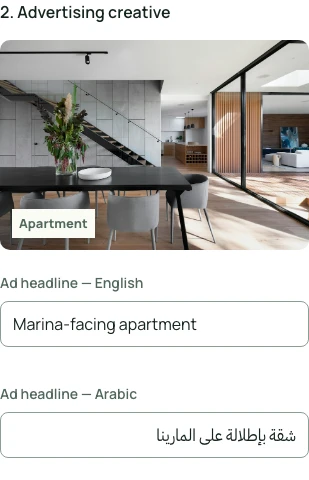 2. Advertising creative
Apartment
Ad headline — English
Marina-facing apartment
Ad headline — Arabic
شقة بإطلالة على المارينا